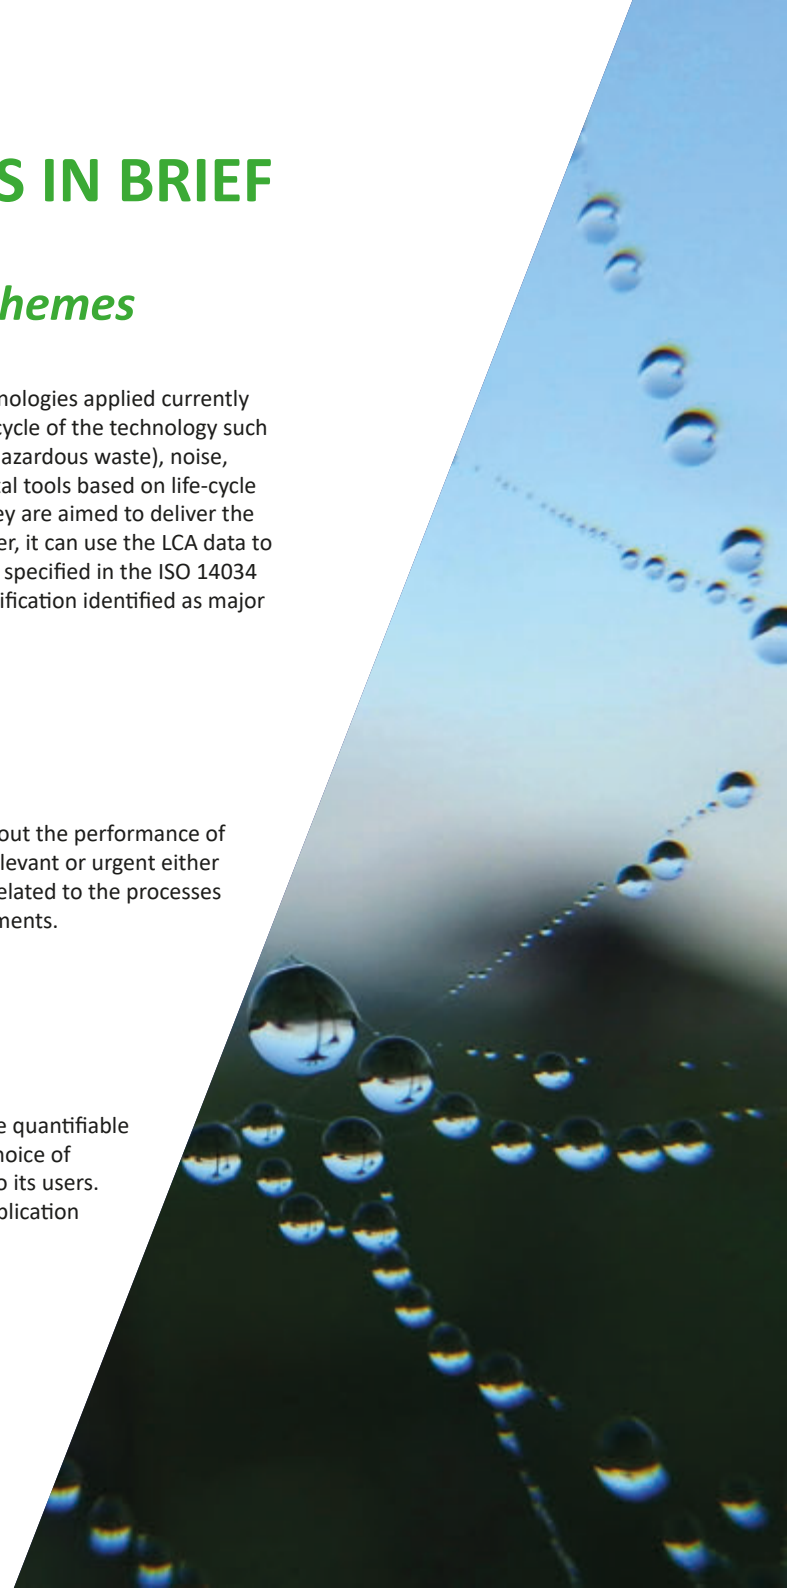 S IN BRIEF
hemes
nologies applied currently
cycle of the technology such
azardous waste), noise,
al tools based on life-cycle
ey are aimed to deliver the
er, it can use the LCA data to
specified in the ISO 14034
ification identified as major
out the performance of
levant or urgent either
elated to the processes
ments.
e quantifiable
hoice of
o its users.
plication